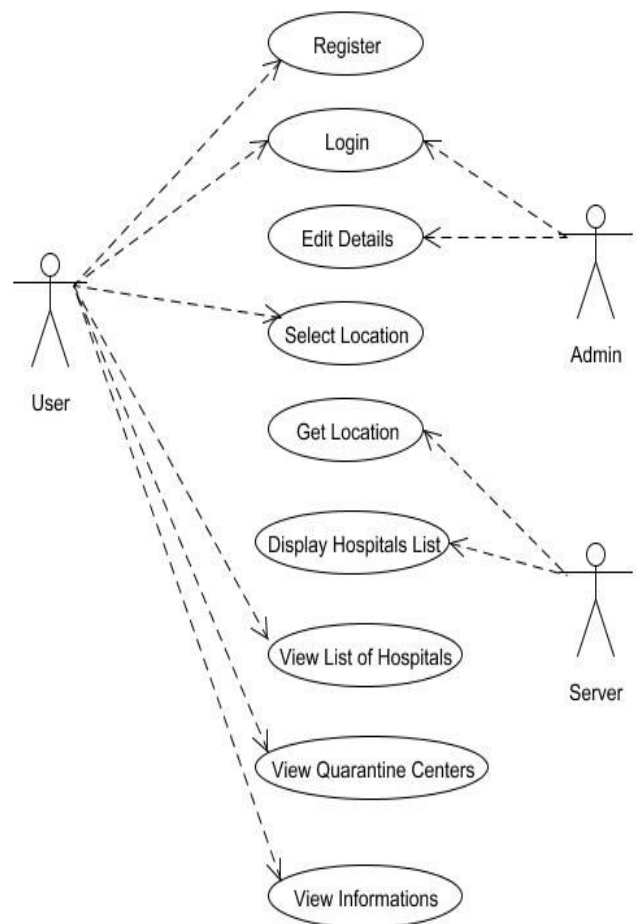 Register
Login
Edit Details
Select Location
Admin
User
Get Location
Display Hospitals List
View List of Hospitals
Server
View Quarantine Centers
View Informations